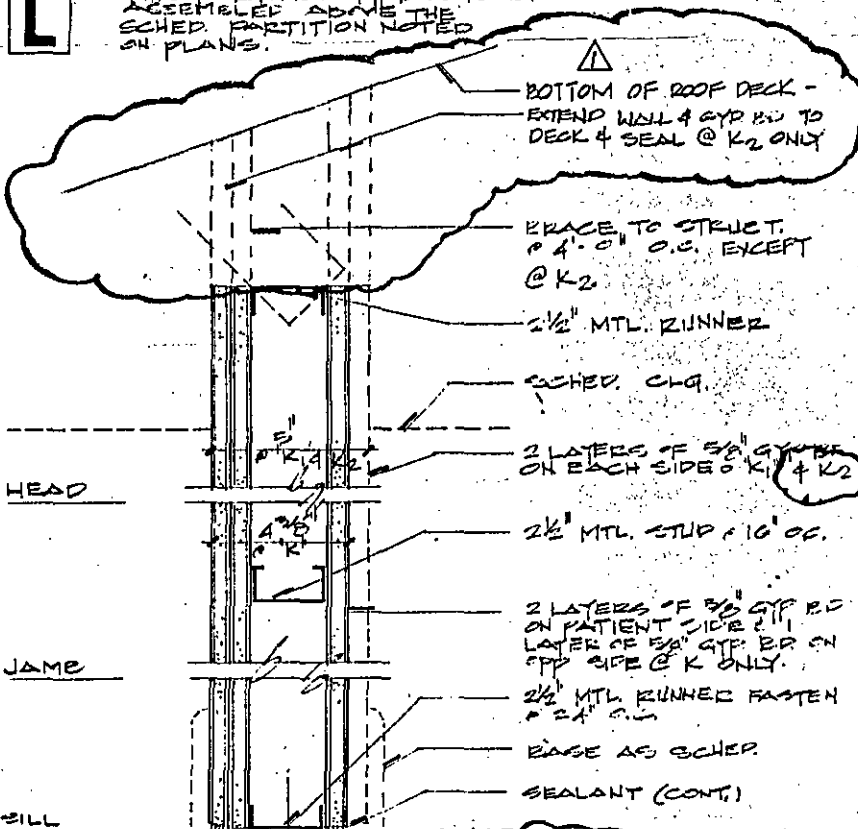 L
ASSEMBLED ABOVE THE
SCHED. PARTITION NOTED
ON PLANS.
1
BOTTOM OF ROOF DECK -
EXTEND WALL & GYP BD TO
DECK & SEAL @ K2 ONLY
BRACE TO STRUCT.
@ 4'-0" O.C. EXCEPT
@ K2
2½" MTL. RUNNER
SCHED. CLG.
5"
@ K1 & K2
2 LAYERS OF 5/8" GYP BD
ON EACH SIDE @ K1 & K2
HEAD
4 3/8"
@ K
2½" MTL. STUD @ 16" OC.
2 LAYERS OF 5/8" GYP BD
ON PATIENT SIDE & 1
LAYER OF 5/8" GYP. BD ON
OPP SIDE @ K ONLY.
JAMB
2½" MTL. RUNNER FASTEN
@ 24" O.C.
BASE AS SCHED.
SEALANT (CONT.)
SILL